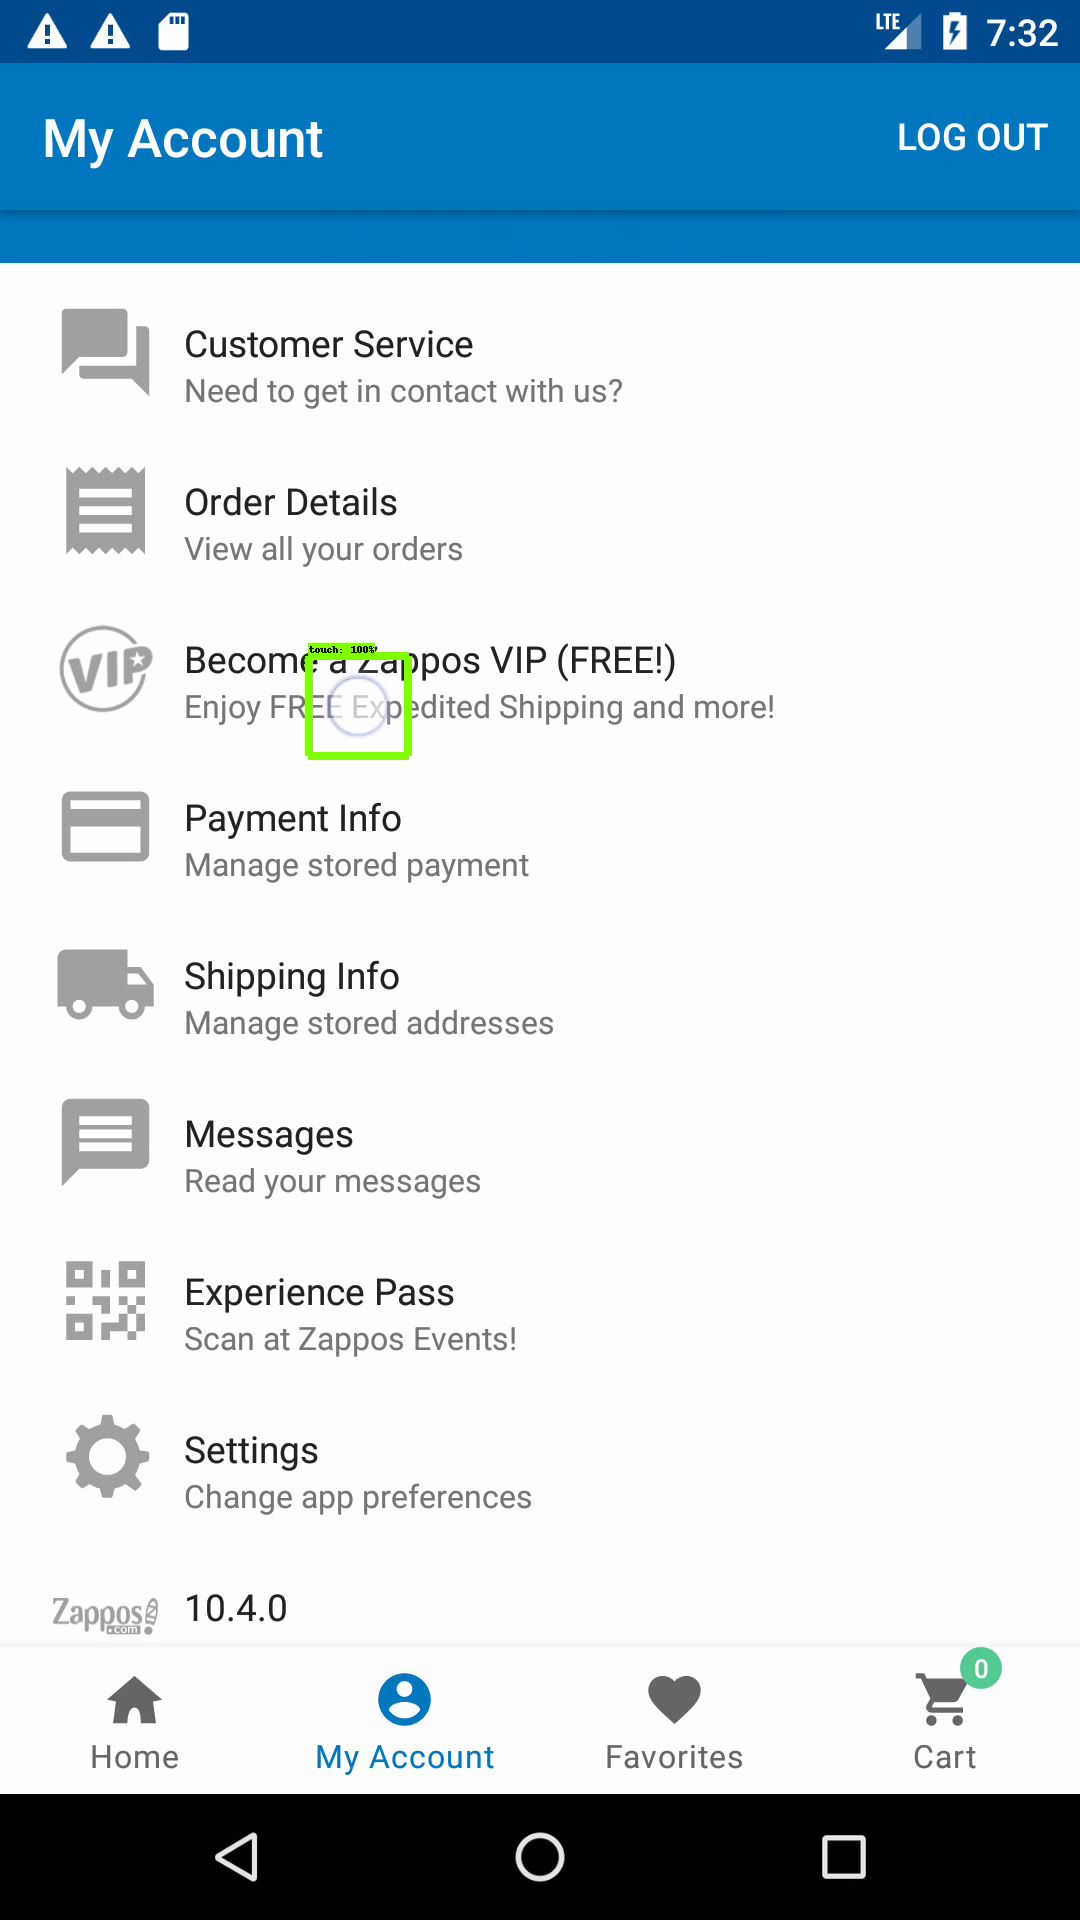 LTE 7:32
My Account LOG OUT
Customer Service
Need to get in contact with us?
Order Details
View all your orders
VIP
touch: 100%
Become a Zappos VIP (FREE!)
Enjoy FREE Expedited Shipping and more!
Payment Info
Manage stored payment
Shipping Info
Manage stored addresses
Messages
Read your messages
Experience Pass
Scan at Zappos Events!
Settings
Change app preferences
Zappos .com 10.4.0
0
Home My Account Favorites Cart